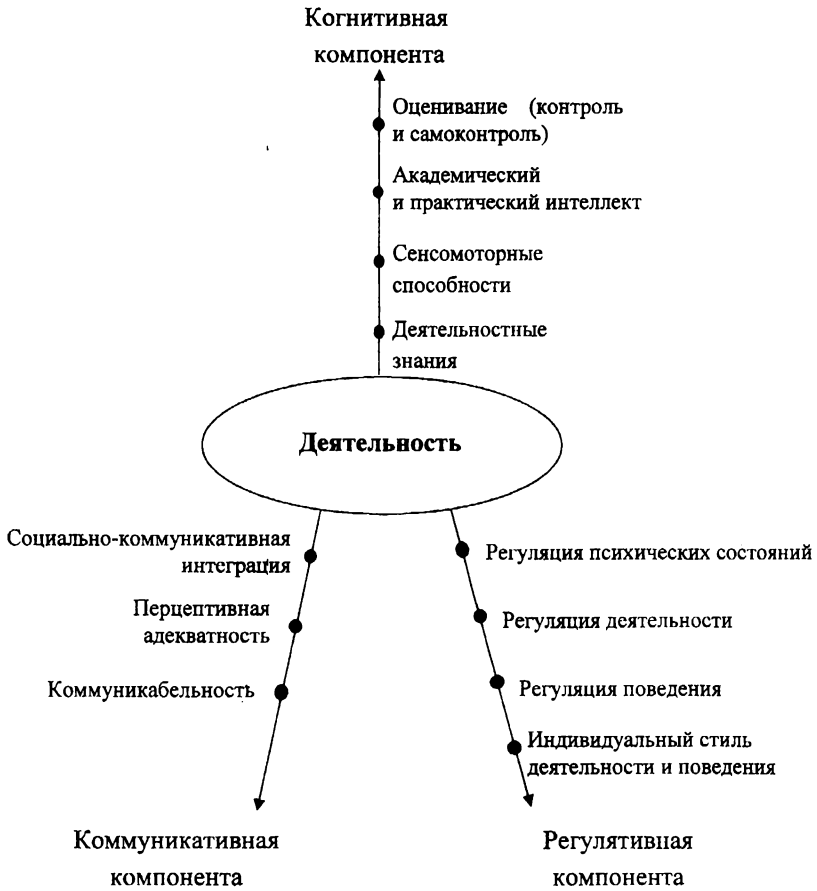 Когнитивная
компонента
Оценивание (контроль
и самоконтроль)
Академический
и практический интеллект
Сенсомоторные
способности
Деятельностные
знания
Деятельность
Социально-коммуникативная
интеграция
Перцептивная
адекватность
Коммуникабельность
Регуляция психических состояний
Регуляция деятельности
Регуляция поведения
Индивидуальный стиль
деятельности и поведения
Коммуникативная
компонента
Регулятивная
компонента